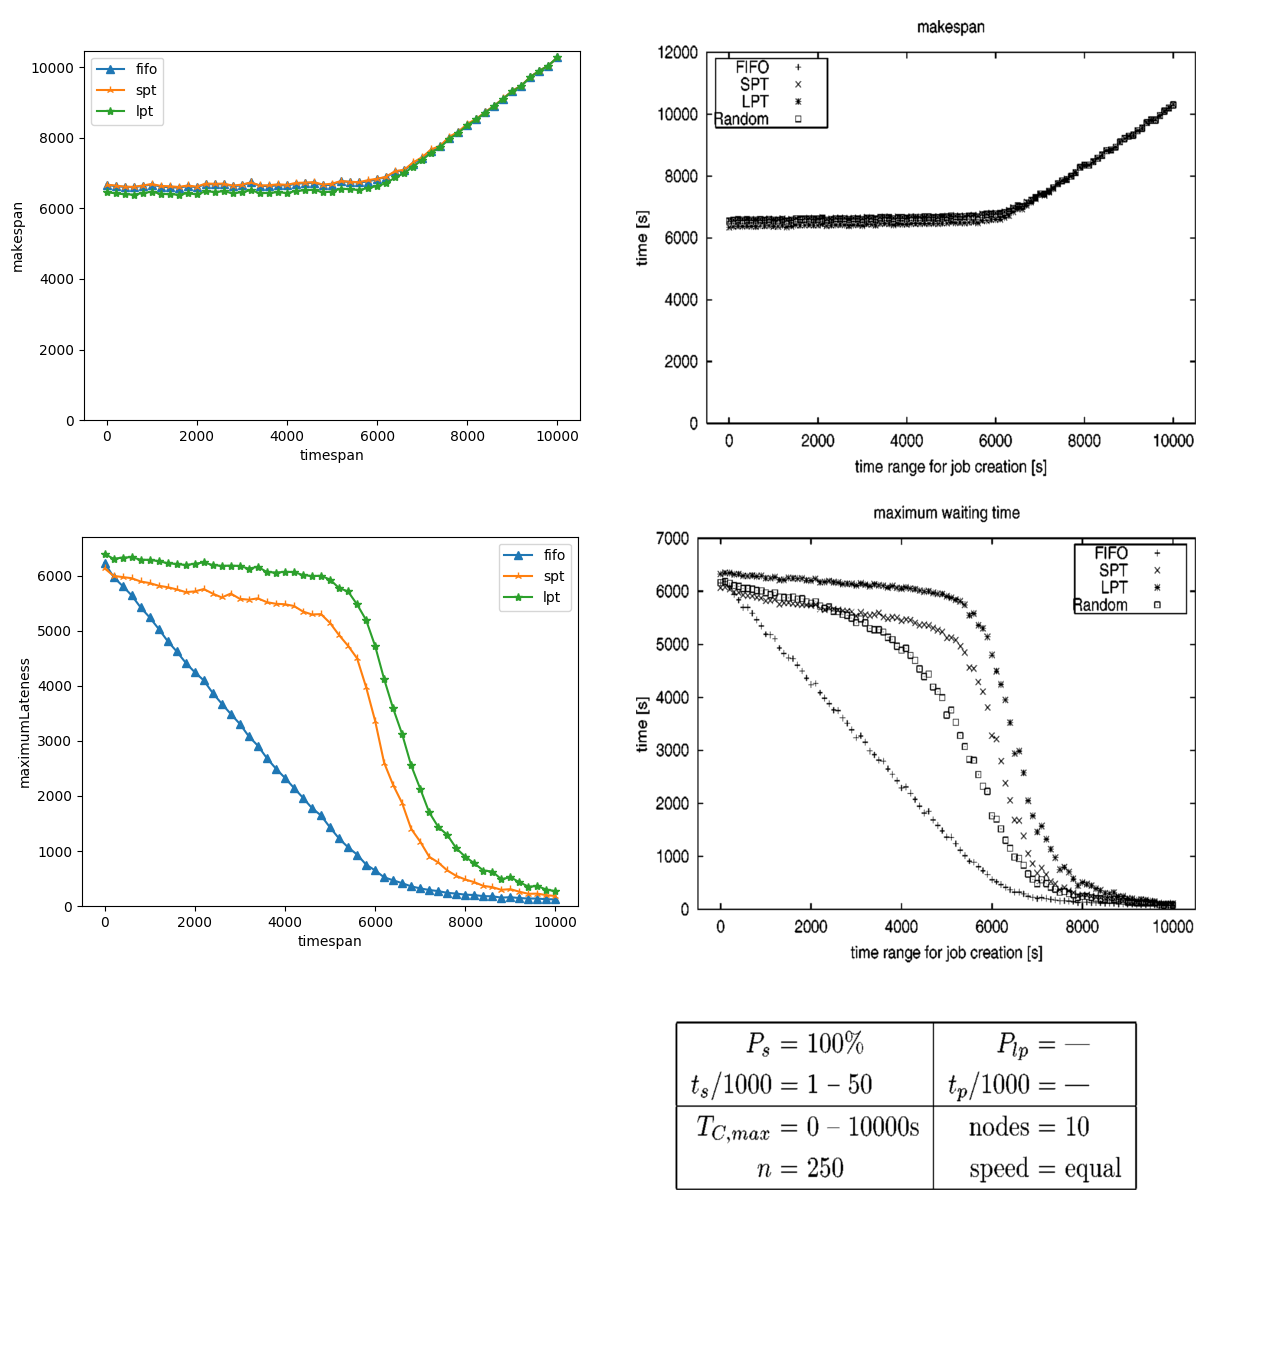 fifo
spt
lpt
10000
8000
6000
4000
2000
0
makespan
0 2000 4000 6000 8000 10000
timespan
makespan
FIFO
SPT
LPT
Random
12000
10000
8000
6000
4000
2000
0
time [s]
0 2000 4000 6000 8000 10000
time range for job creation [s]
fifo
spt
lpt
6000
5000
4000
3000
2000
1000
0
maximumLateness
0 2000 4000 6000 8000 10000
timespan
maximum waiting time
FIFO
SPT
LPT
Random
7000
6000
5000
4000
3000
2000
1000
0
time [s]
0 2000 4000 6000 8000 10000
time range for job creation [s]
P_s = 100% P_{lp} = —
t_s/1000 = 1 – 50 t_p/1000 = —
T_{C,max} = 0 – 10000s nodes = 10
n = 250 speed = equal